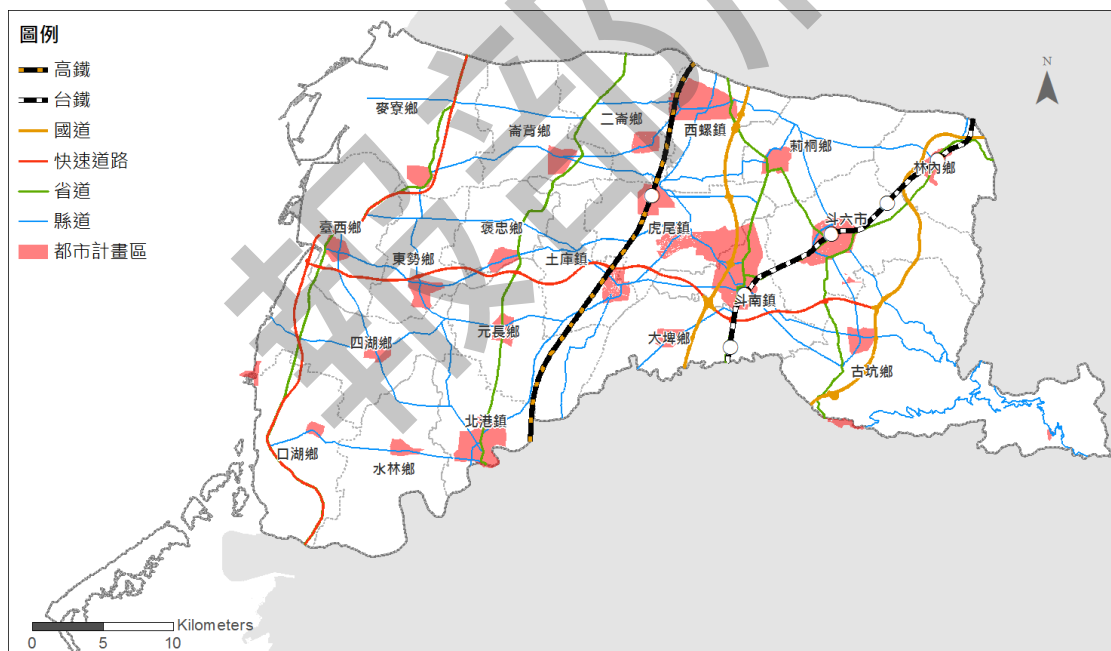 圖例
高鐵
台鐵
國道
快速道路
省道
縣道
都市計畫區
N
麥寮鄉
崙背鄉
二崙鄉
西螺鎮
莿桐鄉
林內鄉
臺西鄉
東勢鄉
褒忠鄉
土庫鎮
虎尾鎮
斗六市
斗南鎮
四湖鄉
元長鄉
大埤鄉
古坑鄉
口湖鄉
水林鄉
北港鎮
Kilometers
0 5 10